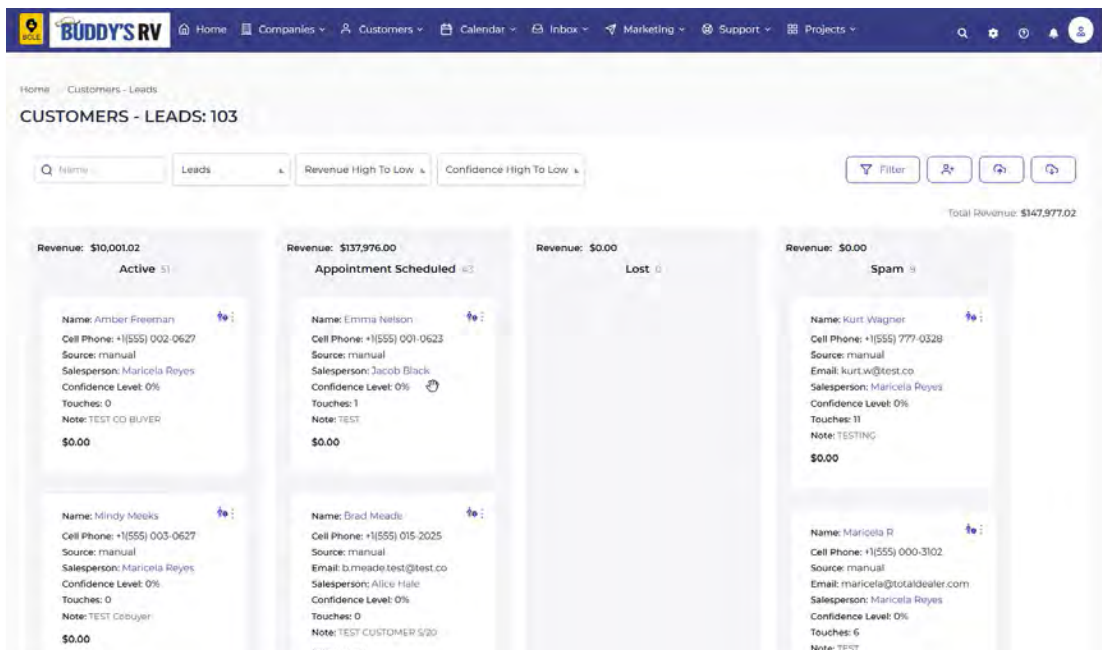 BOLE
BUDDY'S RV
Home
Companies
Customers
Calendar
Inbox
Marketing
Support
Projects
Home
Customers - Leads
CUSTOMERS - LEADS: 103
Name
Leads
Revenue High To Low
Confidence High To Low
Filter
Total Revenue: $147,977.02
Revenue: $10,001.02
Active 51
Name: Amber Freeman
Cell Phone: +1(555) 002-0627
Source: manual
Salesperson: Maricela Reyes
Confidence Level: 0%
Touches: 0
Note: TEST CO BUYER
$0.00
Name: Mindy Meeks
Cell Phone: +1(555) 003-0627
Source: manual
Salesperson: Maricela Reyes
Confidence Level: 0%
Touches: 0
Note: TEST Cobuyer
$0.00
Revenue: $137,976.00
Appointment Scheduled 43
Name: Emma Nelson
Cell Phone: +1(555) 001-0623
Source: manual
Salesperson: Jacob Black
Confidence Level: 0%
Touches: 1
Note: TEST
$0.00
Name: Brad Meade
Cell Phone: +1(555) 015-2025
Source: manual
Email: b.meade.test@test.co
Salesperson: Alice Hale
Confidence Level: 0%
Touches: 0
Note: TEST CUSTOMER 5/20
Revenue: $0.00
Lost 0
Revenue: $0.00
Spam 9
Name: Kurt Wagner
Cell Phone: +1(555) 777-0328
Source: manual
Email: kurt.w@test.co
Salesperson: Maricela Reyes
Confidence Level: 0%
Touches: 11
Note: TESTING
$0.00
Name: Maricela R
Cell Phone: +1(555) 000-3102
Source: manual
Email: maricela@totaldealer.com
Salesperson: Maricela Reyes
Confidence Level: 0%
Touches: 6
Note: TEST